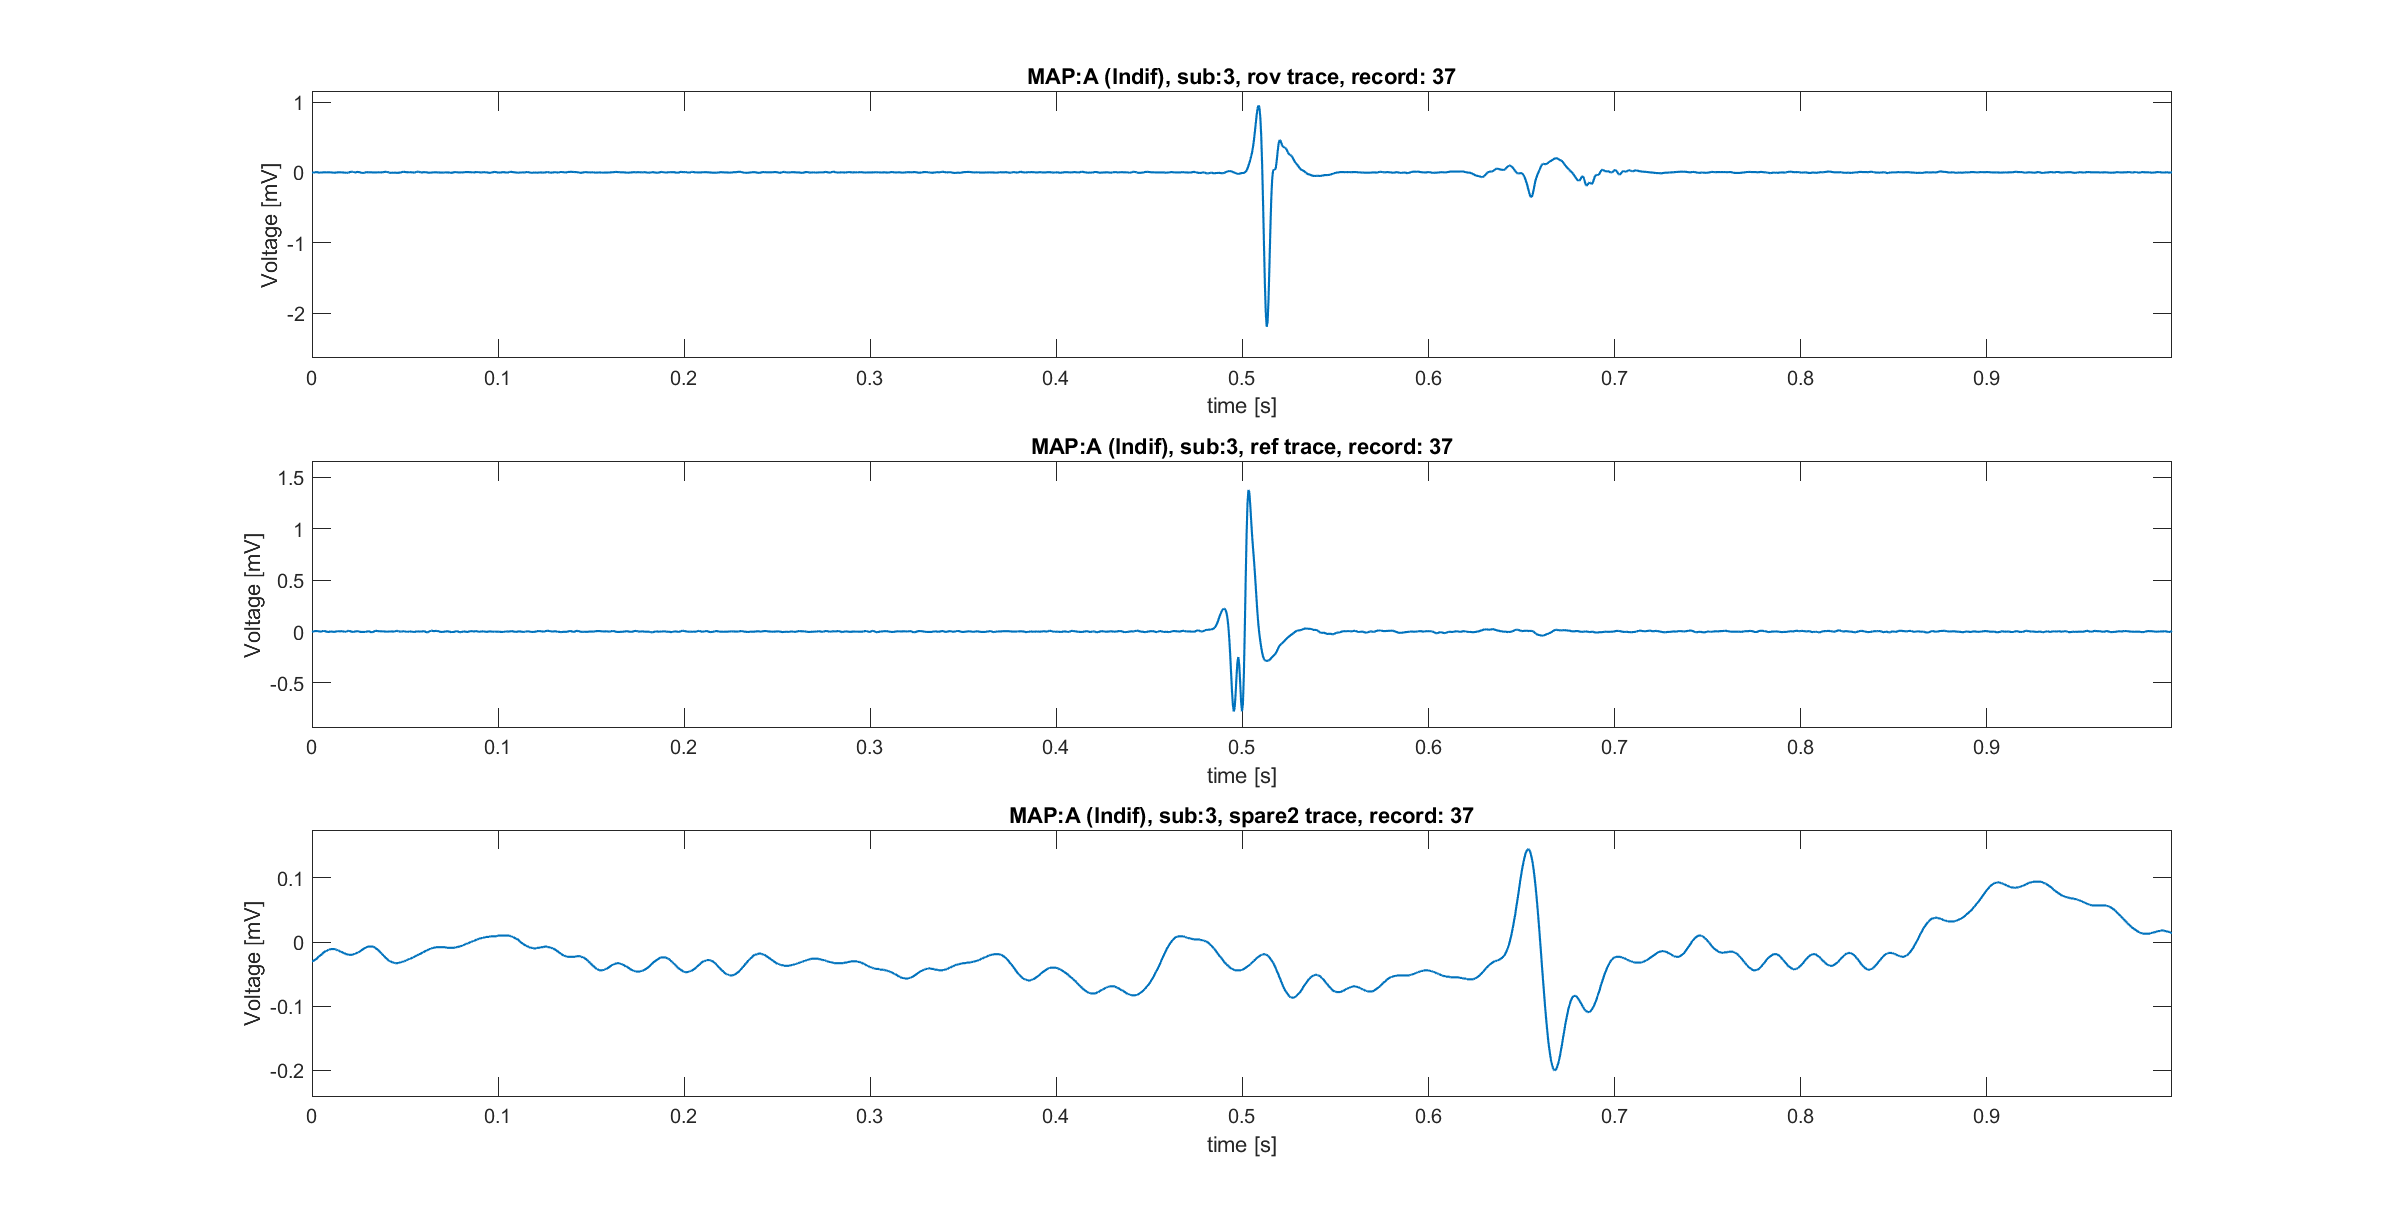 MAP:A (Indif), sub:3, rov trace, record: 37
Voltage [mV]
1
0
-1
-2
0 0.1 0.2 0.3 0.4 0.5 0.6 0.7 0.8 0.9
time [s]
MAP:A (Indif), sub:3, ref trace, record: 37
Voltage [mV]
1.5
1
0.5
0
-0.5
0 0.1 0.2 0.3 0.4 0.5 0.6 0.7 0.8 0.9
time [s]
MAP:A (Indif), sub:3, spare2 trace, record: 37
Voltage [mV]
0.1
0
-0.1
-0.2
0 0.1 0.2 0.3 0.4 0.5 0.6 0.7 0.8 0.9
time [s]